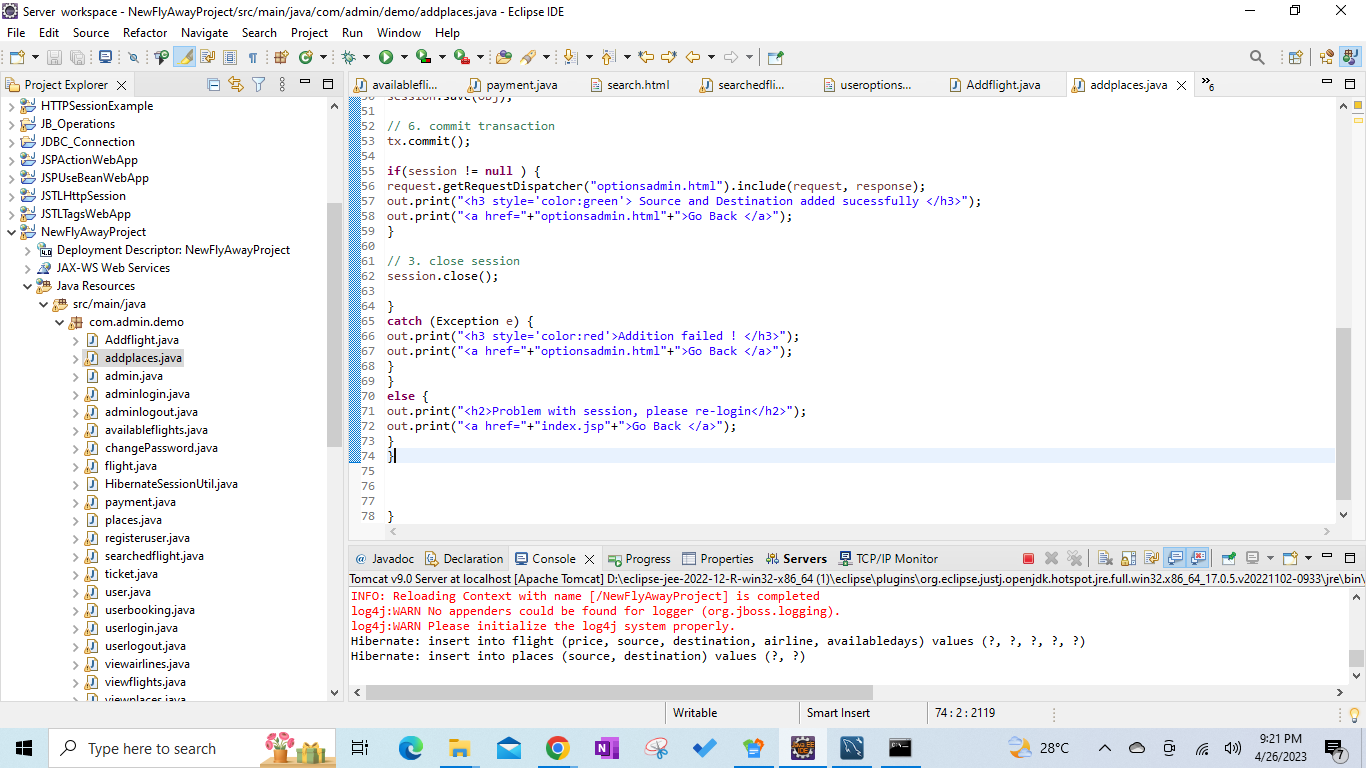 Server workspace - NewFlyAwayProject/src/main/java/com/admin/demo/addplaces.java - Eclipse IDE
File Edit Source Refactor Navigate Search Project Run Window Help
Project Explorer
HTTPSessionExample
JB_Operations
JDBC_Connection
JSPActionWebApp
JSPUseBeanWebApp
JSTLHttpSession
JSTLTagsWebApp
NewFlyAwayProject
Deployment Descriptor: NewFlyAwayProject
JAX-WS Web Services
Java Resources
src/main/java
com.admin.demo
Addflight.java
addplaces.java
admin.java
adminlogin.java
adminlogout.java
availableflights.java
changePassword.java
flight.java
HibernateSessionUtil.java
payment.java
places.java
registeruser.java
searchedflight.java
ticket.java
user.java
userbooking.java
userlogin.java
userlogout.java
viewairlines.java
viewflights.java
viewplaces.java
availablefli... payment.java search.html searchedfli... useroptions... Addflight.java addplaces.java 6
50 session.save(obj);
51
52 // 6. commit transaction
53 tx.commit();
54
55 if(session != null ) {
56 request.getRequestDispatcher("optionsadmin.html").include(request, response);
57 out.print("<h3 style='color:green'> Source and Destination added sucessfully </h3>");
58 out.print("<a href="+"optionsadmin.html"+">Go Back </a>");
59 }
60
61 // 3. close session
62 session.close();
63
64 }
65 catch (Exception e) {
66 out.print("<h3 style='color:red'>Addition failed ! </h3>");
67 out.print("<a href="+"optionsadmin.html"+">Go Back </a>");
68 }
69 }
70 else {
71 out.print("<h2>Problem with session, please re-login</h2>");
72 out.print("<a href="+"index.jsp"+">Go Back </a>");
73 }
74 }
75
76
77
78 }
@ Javadoc Declaration Console Progress Properties Servers TCP/IP Monitor
Tomcat v9.0 Server at localhost [Apache Tomcat] D:\eclipse-jee-2022-12-R-win32-x86_64 (1)\eclipse\plugins\org.eclipse.justj.openjdk.hotspot.jre.full.win32.x86_64_17.0.5.v20221102-0933\jre\bin\
INFO: Reloading Context with name [/NewFlyAwayProject] is completed
log4j:WARN No appenders could be found for logger (org.jboss.logging).
log4j:WARN Please initialize the log4j system properly.
Hibernate: insert into flight (price, source, destination, airline, availabledays) values (?, ?, ?, ?, ?)
Hibernate: insert into places (source, destination) values (?, ?)
Writable Smart Insert 74 : 2 : 2119
Type here to search
28°C
9:21 PM
4/26/2023
7